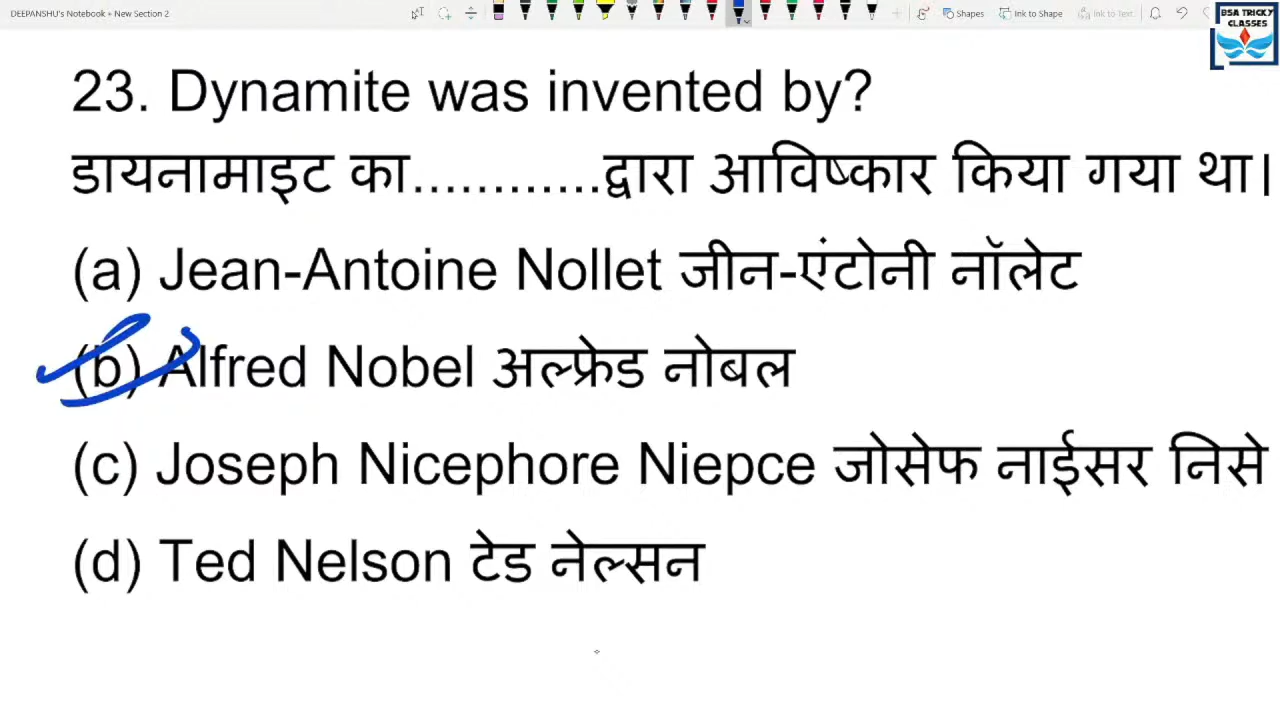 DEEPANSHU's Notebook » New Section 2
Shapes Ink to Shape Ink to Text
BSA TRICKY
CLASSES
23. Dynamite was invented by?
डायनामाइट का............द्वारा आविष्कार किया गया था।
(a) Jean-Antoine Nollet जीन-एंटोनी नॉलेट
(b) Alfred Nobel अल्फ्रेड नोबल
(c) Joseph Nicephore Niepce जोसेफ नाईसर निसे
(d) Ted Nelson टेड नेल्सन